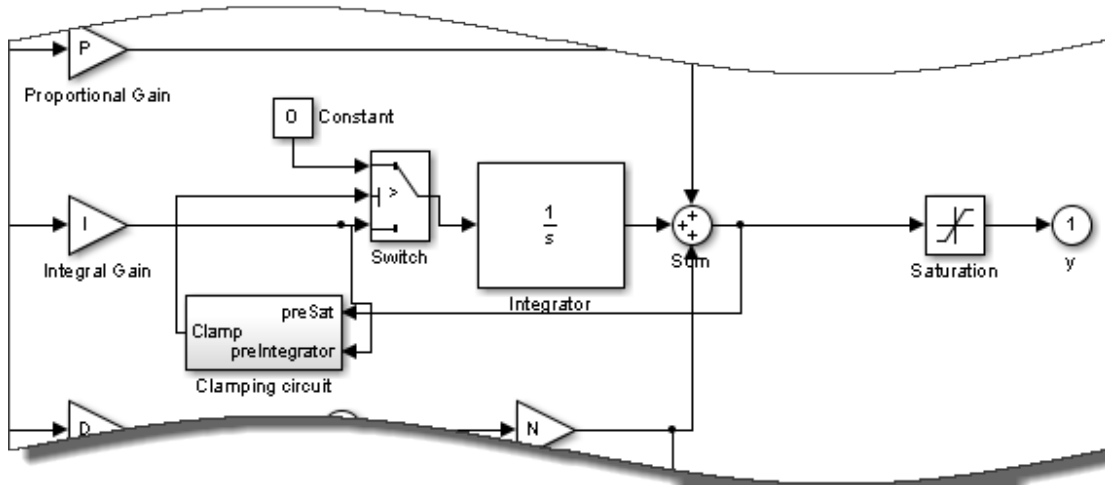 P
Proportional Gain
0
Constant
>
I
Integral Gain
Switch
1
s
Integrator
+
+
+
Sum
Saturation
1
y
preSat
Clamp
preIntegrator
Clamping circuit
D
N